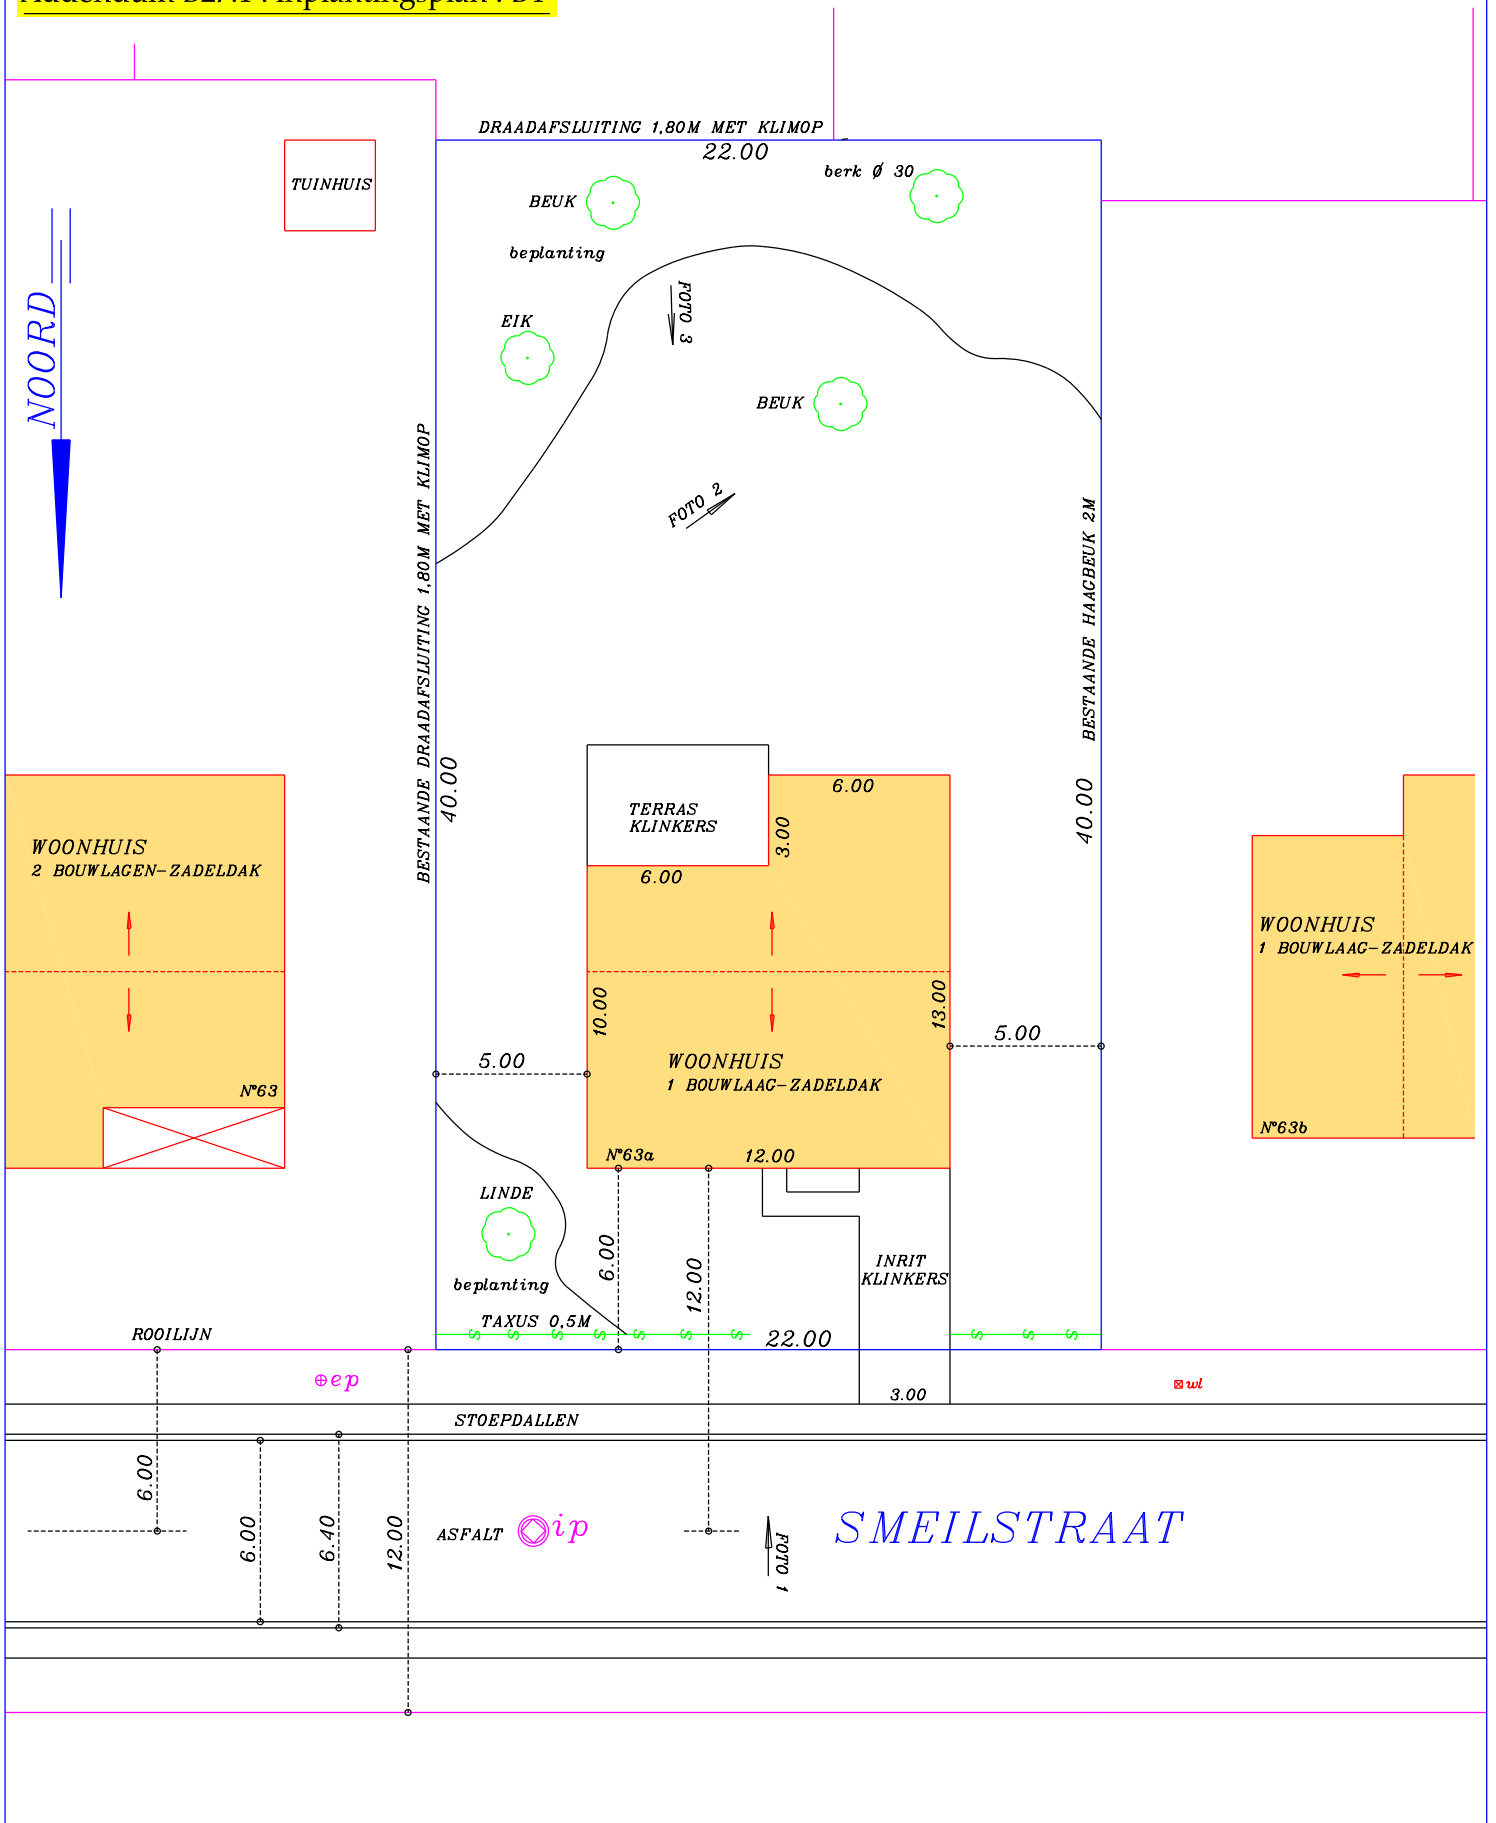 DRAADAFSLUITING 1,80M MET KLIMOP
22.00
berk Ø 30
TUINHUIS
BEUK
beplanting
NOORD
FOTO 3
EIK
BEUK
FOTO 2
BESTAANDE DRAADAFSLUITING 1,80M MET KLIMOP
40.00
BESTAANDE HAAGBEUK 2M
40.00
TERRAS
KLINKERS
6.00
3.00
6.00
WOONHUIS
2 BOUWLAGEN-ZADELDAK
N°63
WOONHUIS
1 BOUWLAAG-ZADELDAK
N°63b
10.00
13.00
5.00
5.00
WOONHUIS
1 BOUWLAAG-ZADELDAK
N°63a
12.00
LINDE
beplanting
6.00
12.00
INRIT
KLINKERS
TAXUS 0,5M
22.00
ROOILIJN
ep
wl
3.00
STOEPDALLEN
6.00
6.00
6.40
12.00
ASFALT
ip
FOTO 1
SMEILSTRAAT